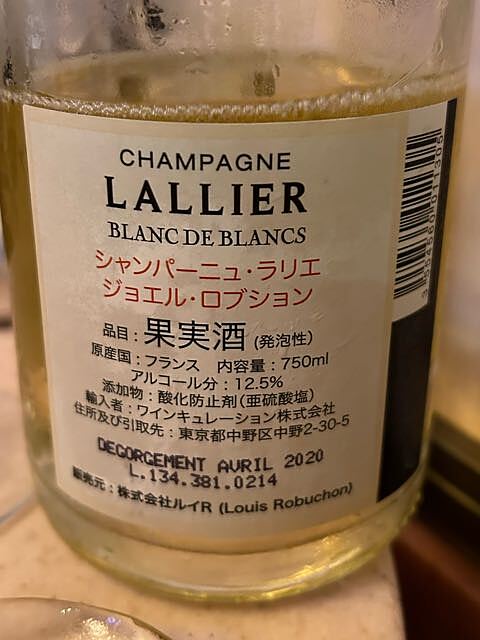 CHAMPAGNE
LALLIER
BLANC DE BLANCS
シャンパーニュ・ラリエ
ジョエル・ロブション
品目：果実酒(発泡性)
原産国：フランス 内容量：750ml
アルコール分：12.5%
添加物：酸化防止剤(亜硫酸塩)
輸入者：ワインキュレーション株式会社
住所及び引取先：東京都中野区中野2-30-5
DEGORGEMENT AVRIL 2020
L.134.381.0214
販売元：株式会社ルイR (Louis Robuchon)